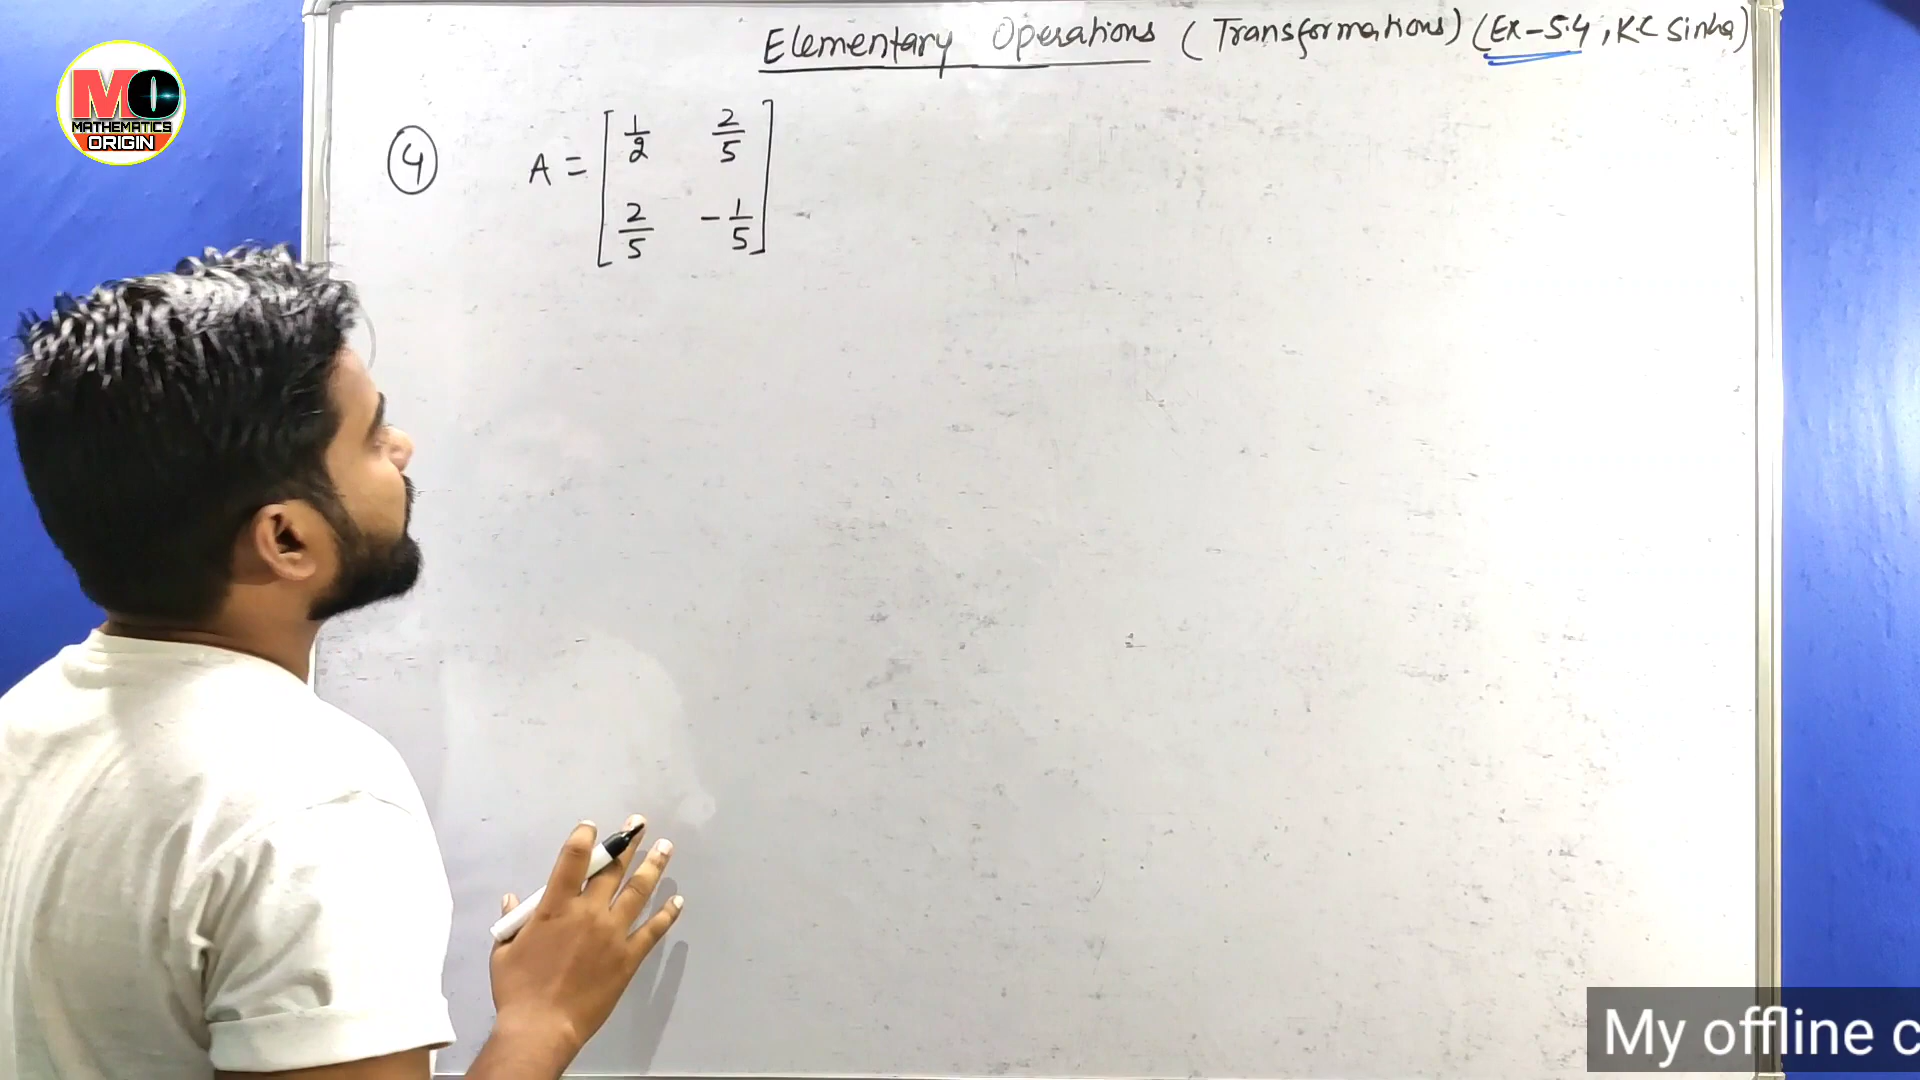 Elementary Operations (Transformations) (Ex-5.4, KC Sinha)
MO
MATHEMATICS
ORIGIN
4
A = [ 1/2 2/5
2/5 -1/5 ]
My offline c